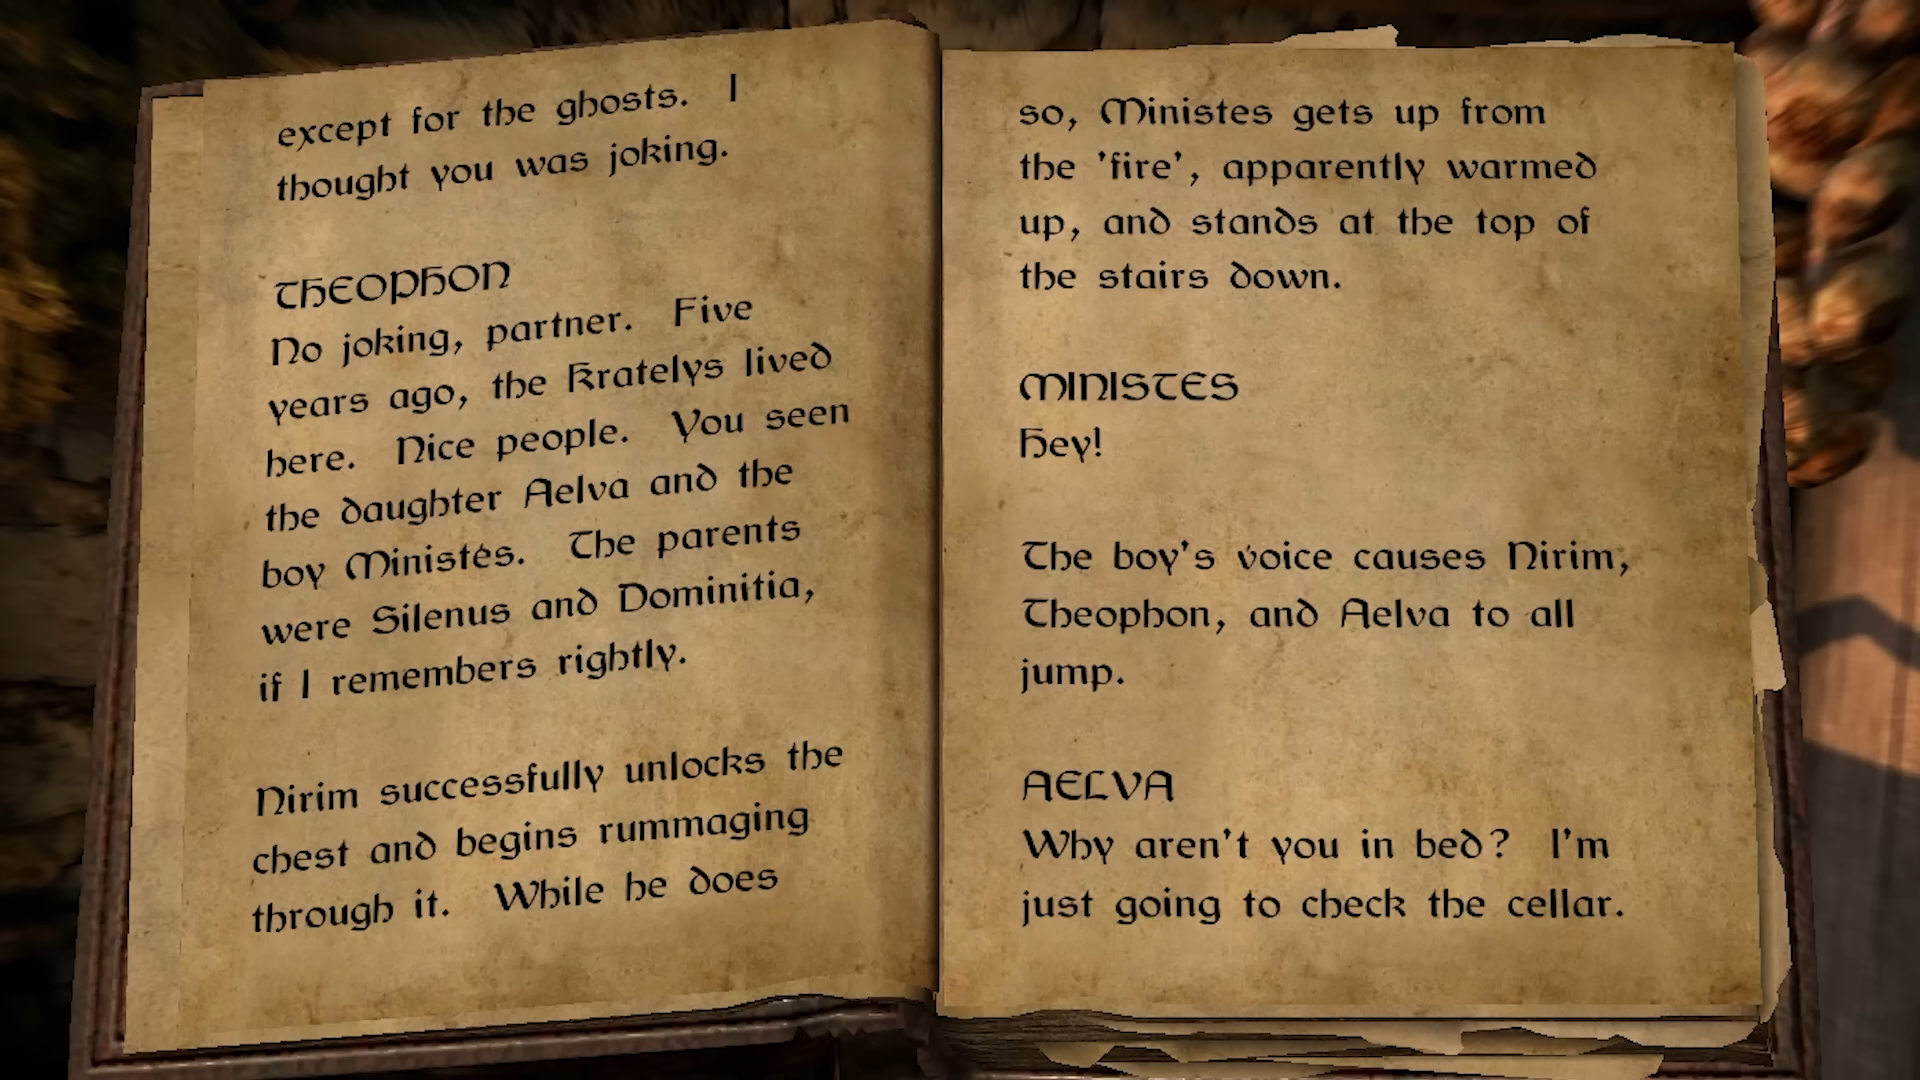 except for the ghosts. I
thought you was joking.
THEOPHON
No joking, partner. Five
years ago, the Kratelys lived
here. Nice people. You seen
the daughter Aelva and the
boy Ministes. The parents
were Silenus and Dominitia,
if I remembers rightly.
Nirim successfully unlocks the
chest and begins rummaging
through it. While he does
so, Ministes gets up from
the 'fire', apparently warmed
up, and stands at the top of
the stairs down.
MINISTES
Hey!
The boy's voice causes Nirim,
Theophon, and Aelva to all
jump.
AELVA
Why aren't you in bed? I'm
just going to check the cellar.